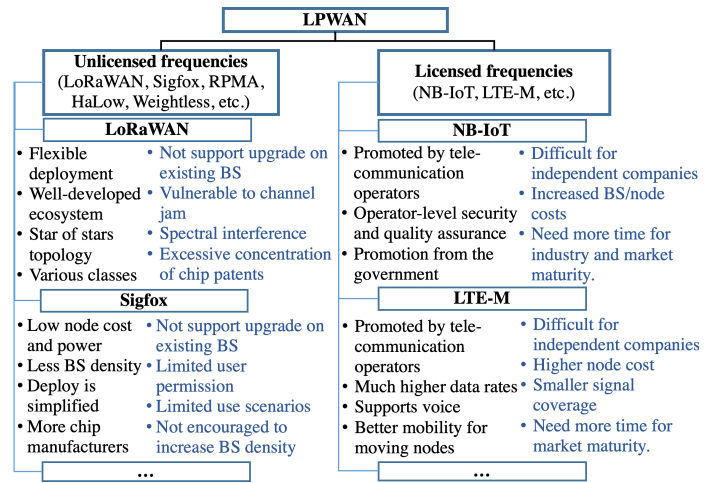 LPWAN
Unlicensed frequencies
(LoRaWAN, Sigfox, RPMA,
HaLow, Weightless, etc.)
LoRaWAN
• Flexible
deployment
• Well-developed
ecosystem
• Star of stars
topology
• Various classes
• Not support upgrade on
existing BS
• Vulnerable to channel
jam
• Spectral interference
• Excessive concentration
of chip patents
Sigfox
• Low node cost
and power
• Less BS density
• Deploy is
simplified
• More chip
manufacturers
• Not support upgrade on
existing BS
• Limited user
permission
• Limited use scenarios
• Not encouraged to
increase BS density
...
Licensed frequencies
(NB-IoT, LTE-M, etc.)
NB-IoT
• Promoted by tele-
communication
operators
• Operator-level security
and quality assurance
• Promotion from the
government
• Difficult for
independent companies
• Increased BS/node
costs
• Need more time for
industry and market
maturity.
LTE-M
• Promoted by tele-
communication
operators
• Much higher data rates
• Supports voice
• Better mobility for
moving nodes
• Difficult for
independent companies
• Higher node cost
• Smaller signal
coverage
• Need more time for
market maturity.
...